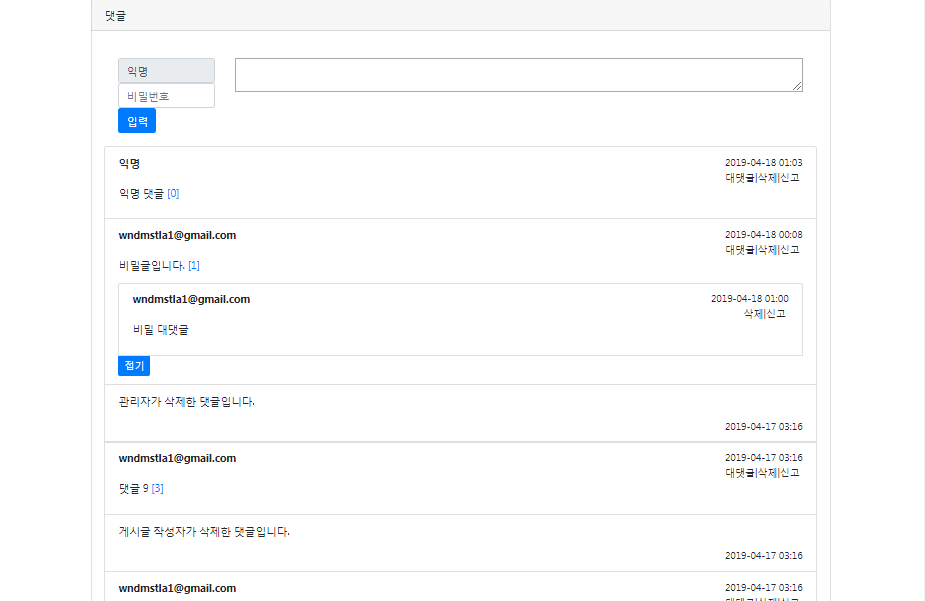 댓글
익명
비밀번호
입력
익명 2019-04-18 01:03
대댓글|삭제|신고
익명 댓글 [0]
wndmstla1@gmail.com 2019-04-18 00:08
대댓글|삭제|신고
비밀글입니다. [1]
wndmstla1@gmail.com 2019-04-18 01:00
삭제|신고
비밀 대댓글
접기
관리자가 삭제한 댓글입니다.
2019-04-17 03:16
wndmstla1@gmail.com 2019-04-17 03:16
대댓글|삭제|신고
댓글 9 [3]
게시글 작성자가 삭제한 댓글입니다.
2019-04-17 03:16
wndmstla1@gmail.com 2019-04-17 03:16